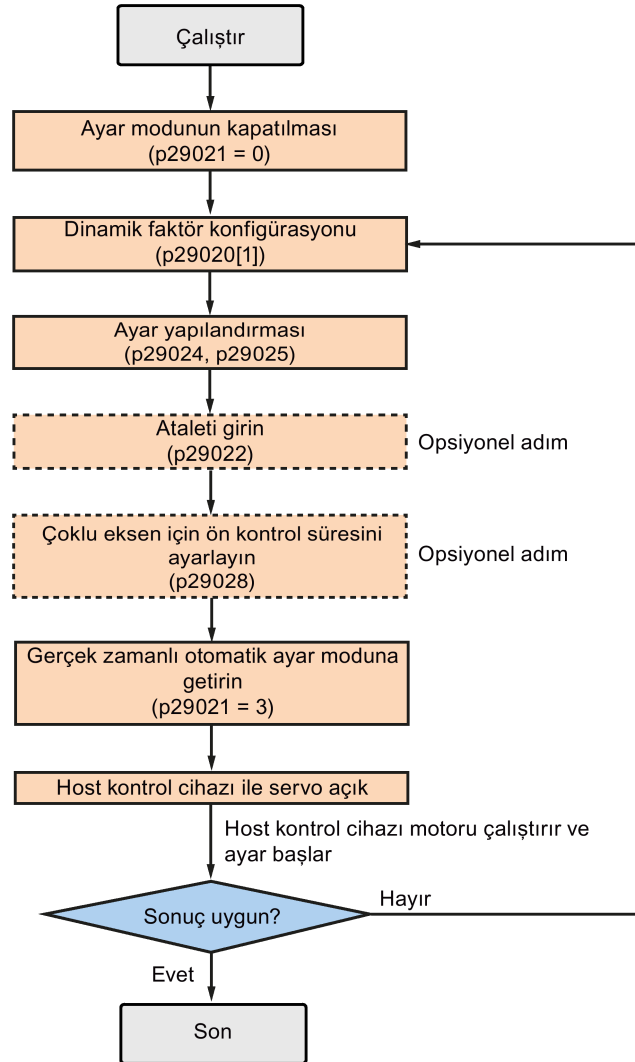 Çalıştır
Ayar modunun kapatılması
(p29021 = 0)
Dinamik faktör konfigürasyonu
(p29020[1])
Ayar yapılandırması
(p29024, p29025)
Ataleti girin
(p29022)
Opsiyonel adım
Çoklu eksen için ön kontrol süresini
ayarlayın
(p29028)
Opsiyonel adım
Gerçek zamanlı otomatik ayar moduna
getirin
(p29021 = 3)
Host kontrol cihazı ile servo açık
Host kontrol cihazı motoru çalıştırır ve
ayar başlar
Sonuç uygun?
Hayır
Evet
Son